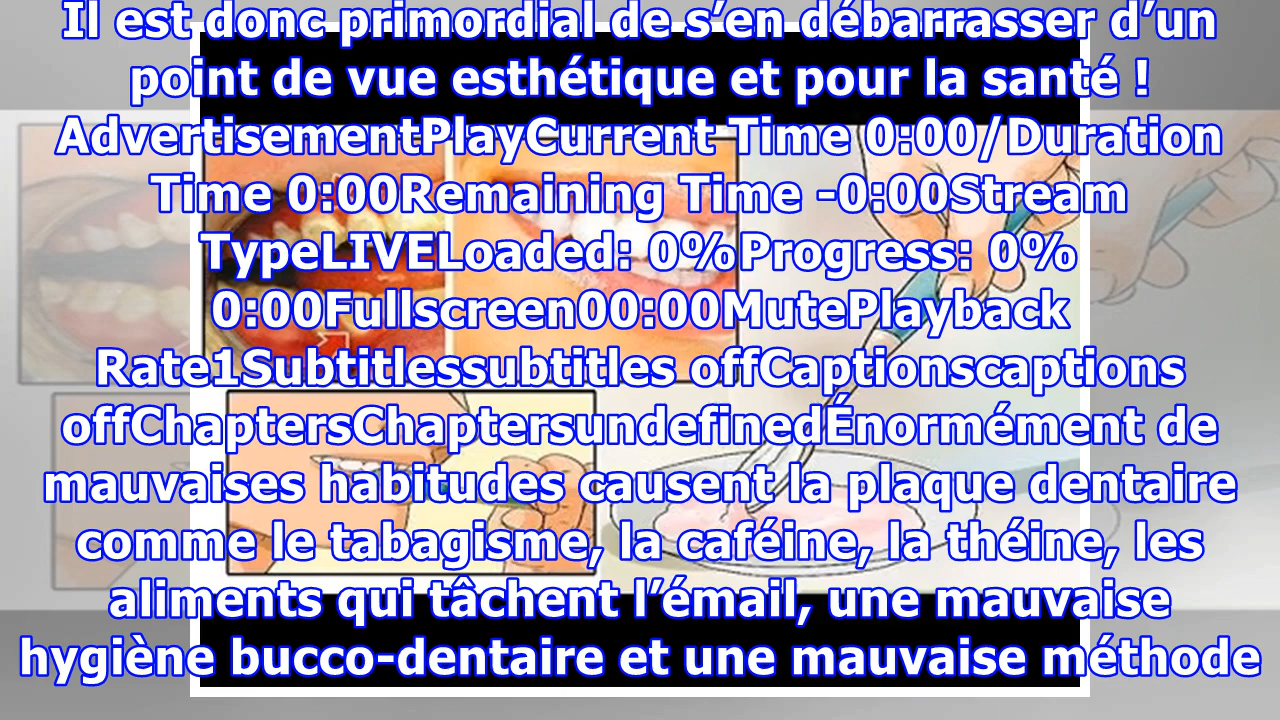 Il est donc primordial de s’en débarrasser d’un
point de vue esthétique et pour la santé !
AdvertisementPlayCurrent Time 0:00/Duration
Time 0:00Remaining Time -0:00Stream
TypeLIVELoaded: 0%Progress: 0%
0:00Fullscreen00:00MutePlayback
Rate1Subtitlessubtitles offCaptionscaptions
offChaptersChaptersundefinedÉnormément de
mauvaises habitudes causent la plaque dentaire
comme le tabagisme, la caféine, la théine, les
aliments qui tâchent l’émail, une mauvaise
hygiène bucco-dentaire et une mauvaise méthode